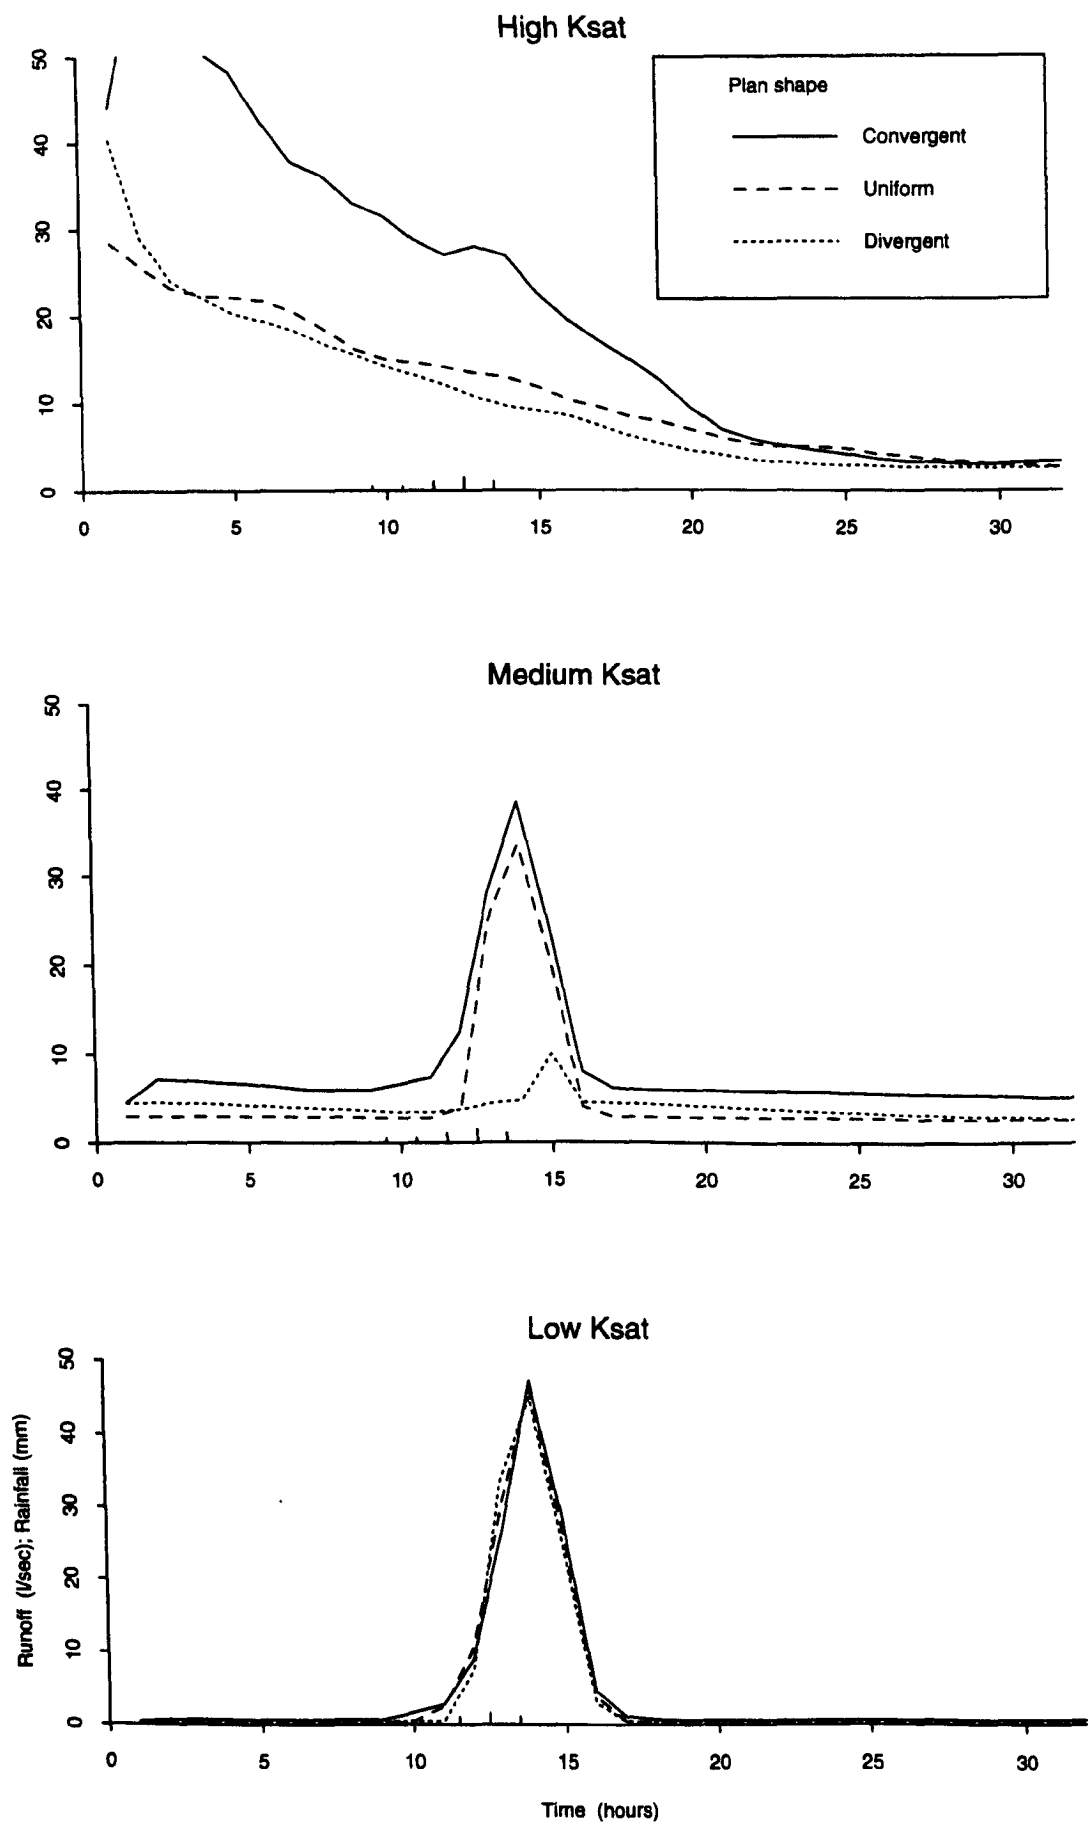 High Ksat
Plan shape
Convergent
Uniform
Divergent
50
40
30
20
10
0
0 5 10 15 20 25 30
Medium Ksat
50
40
30
20
10
0
0 5 10 15 20 25 30
Low Ksat
50
40
30
20
10
0
Runoff (l/sec); Rainfall (mm)
0 5 10 15 20 25 30
Time (hours)